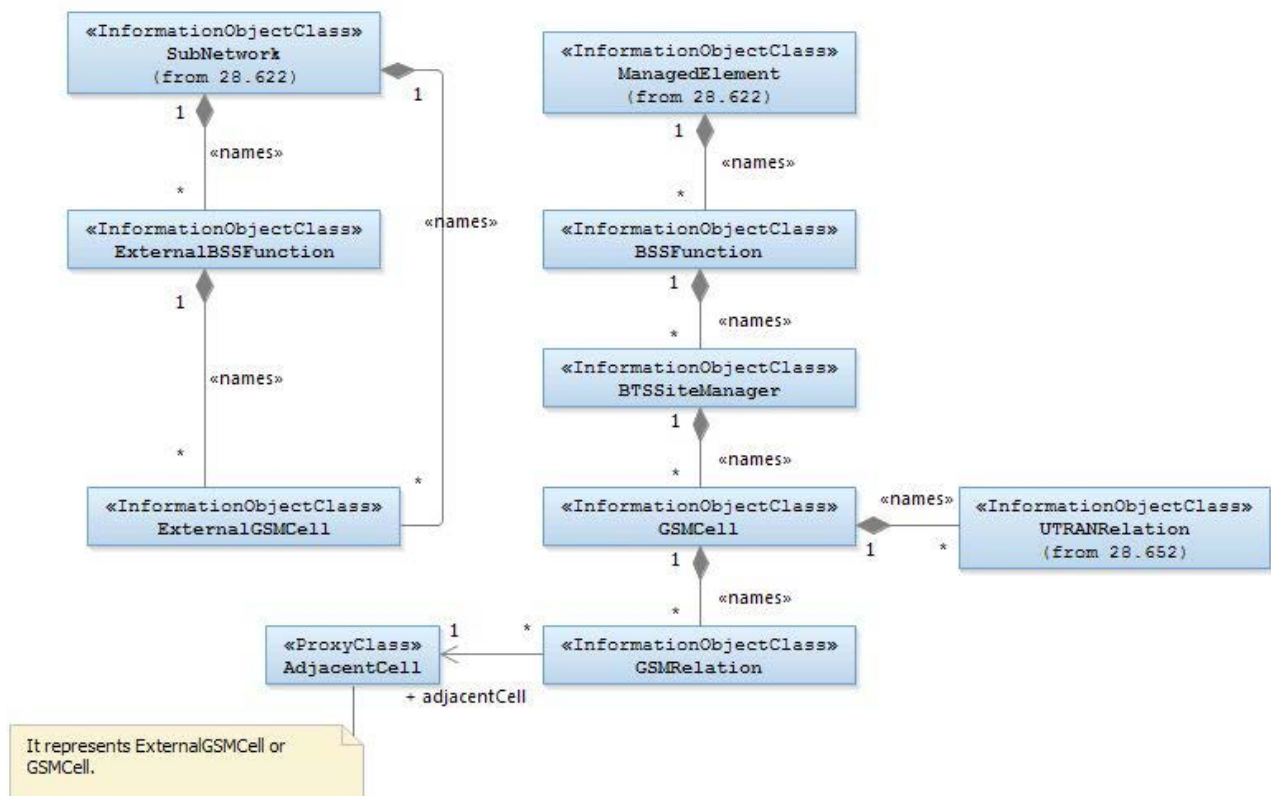 «InformationObjectClass»
SubNetwork
(from 28.622)
1
1
«names»
*
«InformationObjectClass»
ExternalBSSFunction
1
«names»
«names»
*
*
«InformationObjectClass»
ExternalGSMCell
«InformationObjectClass»
ManagedElement
(from 28.622)
1
«names»
*
«InformationObjectClass»
BSSFunction
1
«names»
*
«InformationObjectClass»
BTSSiteManager
1
«names»
*
«InformationObjectClass»
GSMCell
1
«names»
*
«InformationObjectClass»
UTRANRelation
(from 28.652)
1
«names»
*
«InformationObjectClass»
GSMRelation
*
1
+ adjacentCell
«ProxyClass»
AdjacentCell
It represents ExternalGSMCell or
GSMCell.